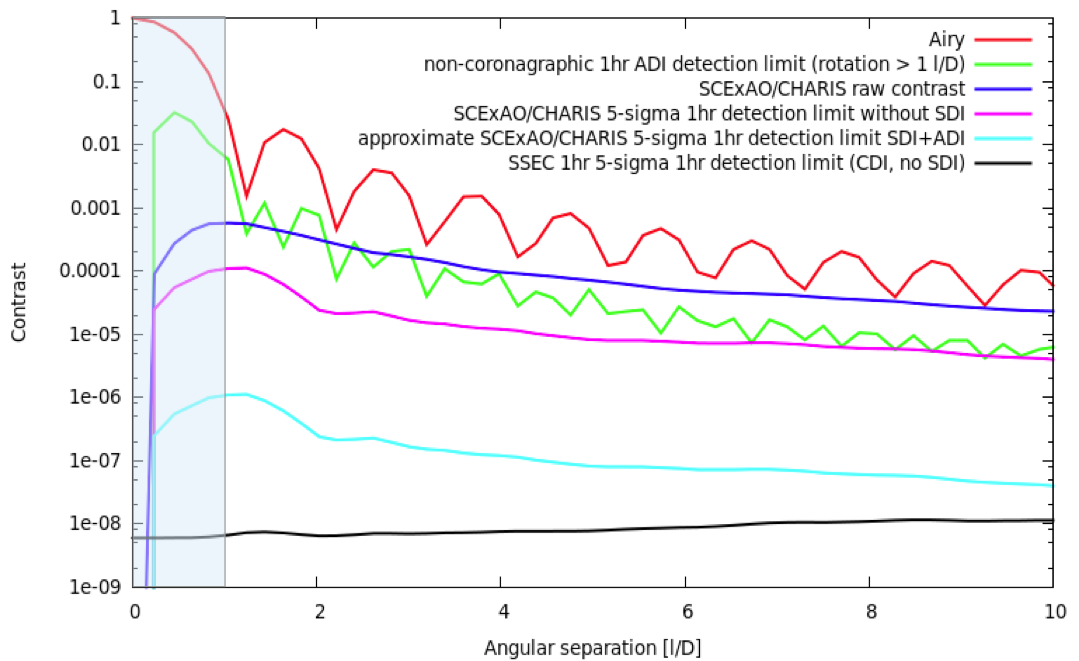 1
0.1
0.01
0.001
0.0001
1e-05
1e-06
1e-07
1e-08
1e-09
Contrast
Airy
non-coronagraphic 1hr ADI detection limit (rotation > 1 l/D)
SCExAO/CHARIS raw contrast
SCExAO/CHARIS 5-sigma 1hr detection limit without SDI
approximate SCExAO/CHARIS 5-sigma 1hr detection limit SDI+ADI
SSEC 1hr 5-sigma 1hr detection limit (CDI, no SDI)
0 2 4 6 8 10
Angular separation [l/D]